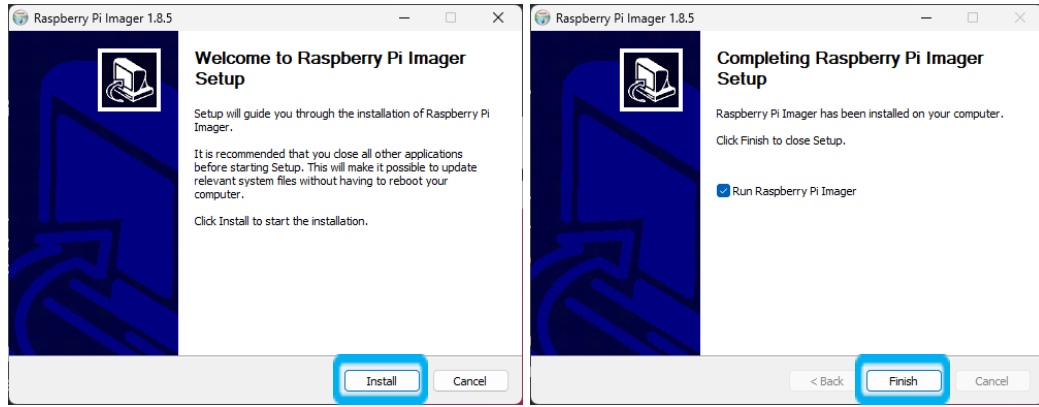 Raspberry Pi Imager 1.8.5
Welcome to Raspberry Pi Imager
Setup
Setup will guide you through the installation of Raspberry Pi
Imager.
It is recommended that you close all other applications
before starting Setup. This will make it possible to update
relevant system files without having to reboot your
computer.
Click Install to start the installation.
Install
Cancel
Raspberry Pi Imager 1.8.5
Completing Raspberry Pi Imager
Setup
Raspberry Pi Imager has been installed on your computer.
Click Finish to close Setup.
Run Raspberry Pi Imager
< Back
Finish
Cancel